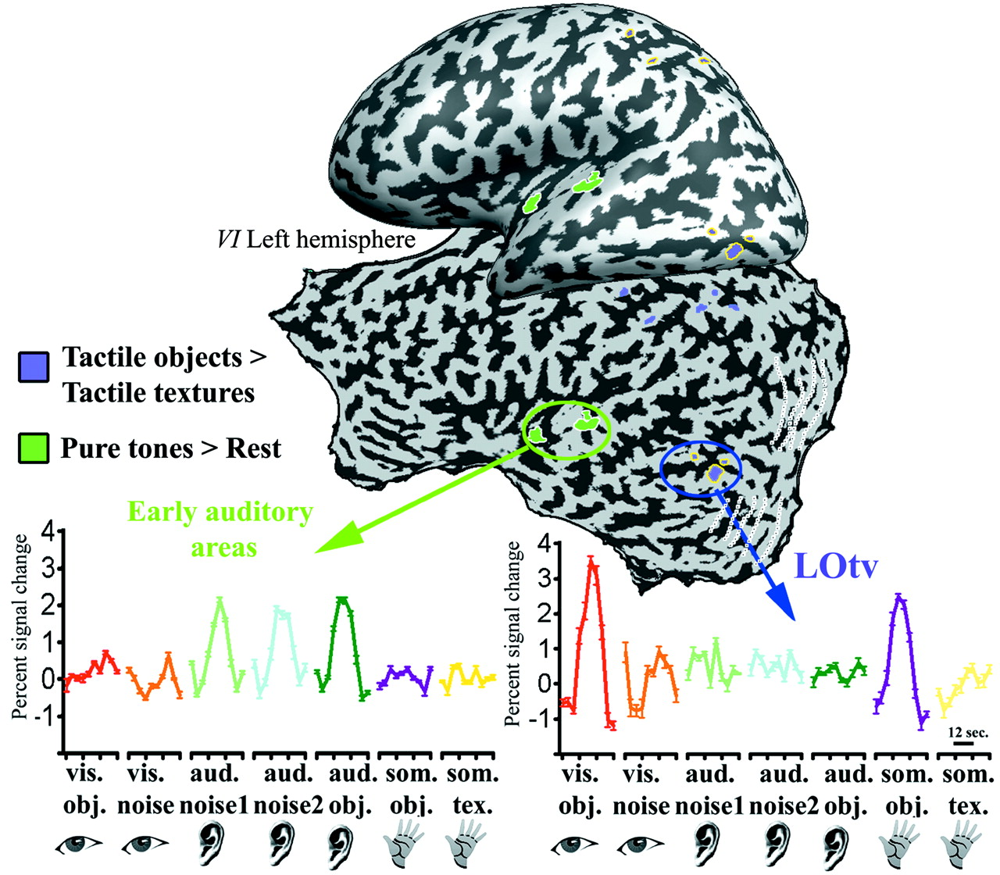 VI Left hemisphere
Tactile objects >
Tactile textures
Pure tones > Rest
Early auditory
areas
LOtv
Percent signal change
4
3
2
1
0
-1
vis. vis. aud. aud. aud. som. som.
obj. noise noise1 noise2 obj. obj. tex.
Percent signal change
4
3
2
1
0
-1
12 sec.
vis. vis. aud. aud. aud. som. som.
obj. noise noise1 noise2 obj. obj. tex.